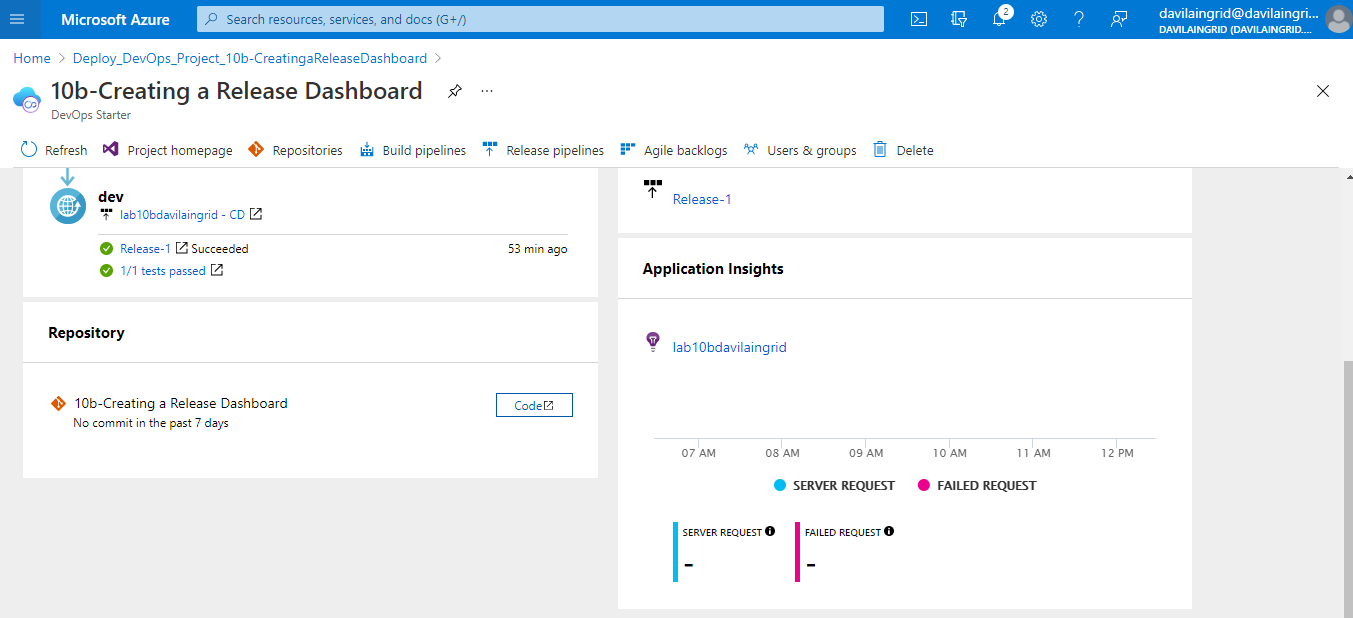 Microsoft Azure
Search resources, services, and docs (G+/)
2
davilaingrid@davilaingri...
DAVILAINGRID (DAVILAINGRID....
Home > Deploy_DevOps_Project_10b-CreatingaReleaseDashboard >
10b-Creating a Release Dashboard
DevOps Starter
Refresh Project homepage Repositories Build pipelines Release pipelines Agile backlogs Users & groups Delete
dev
lab10bdavilaingrid - CD
Release-1 Succeeded 53 min ago
1/1 tests passed
Repository
10b-Creating a Release Dashboard
No commit in the past 7 days
Code
Release-1
Application Insights
lab10bdavilaingrid
07 AM 08 AM 09 AM 10 AM 11 AM 12 PM
SERVER REQUEST FAILED REQUEST
SERVER REQUEST FAILED REQUEST
- -